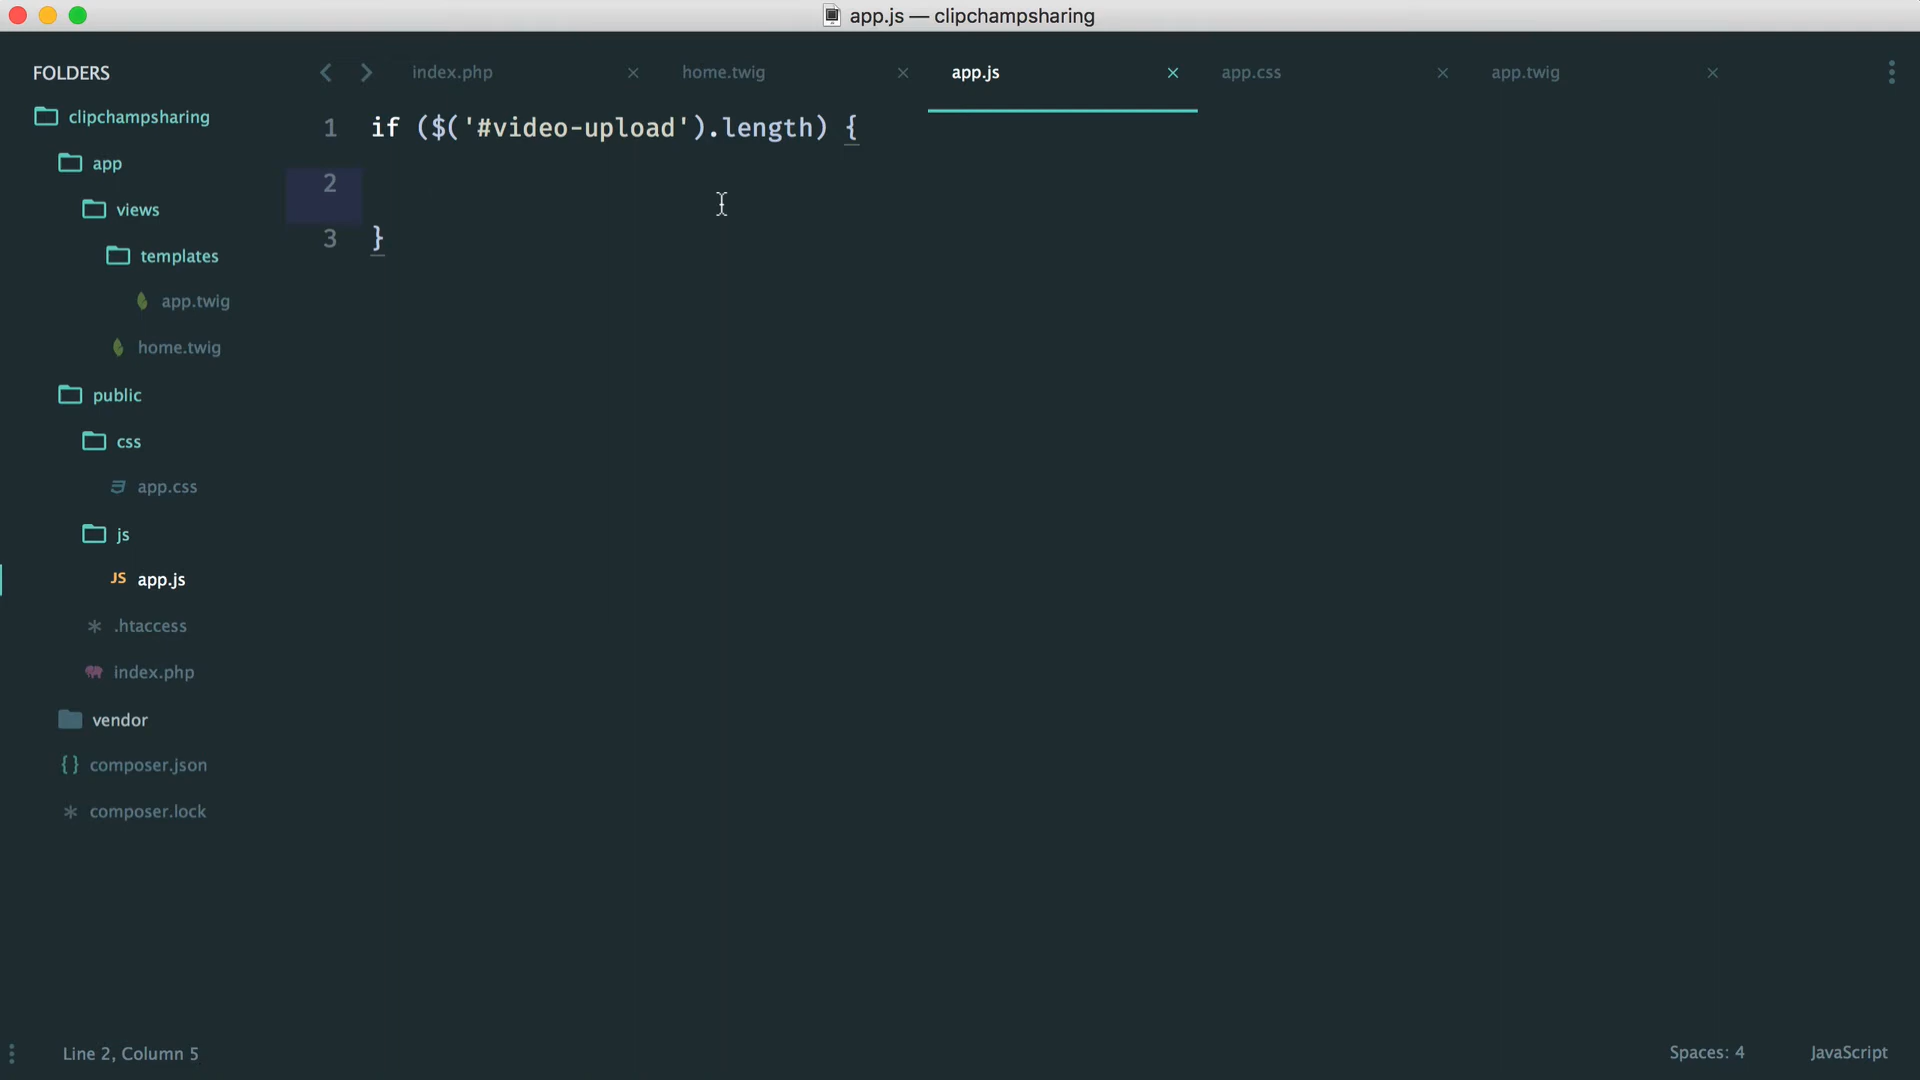 app.js — clipchampsharing
FOLDERS
clipchampsharing
app
views
templates
app.twig
home.twig
public
css
app.css
js
JS app.js
.htaccess
index.php
vendor
{} composer.json
composer.lock
index.php
home.twig
app.js
app.css
app.twig
1 if ($('#video-upload').length) {
2
3 }
Line 2, Column 5
Spaces: 4
JavaScript